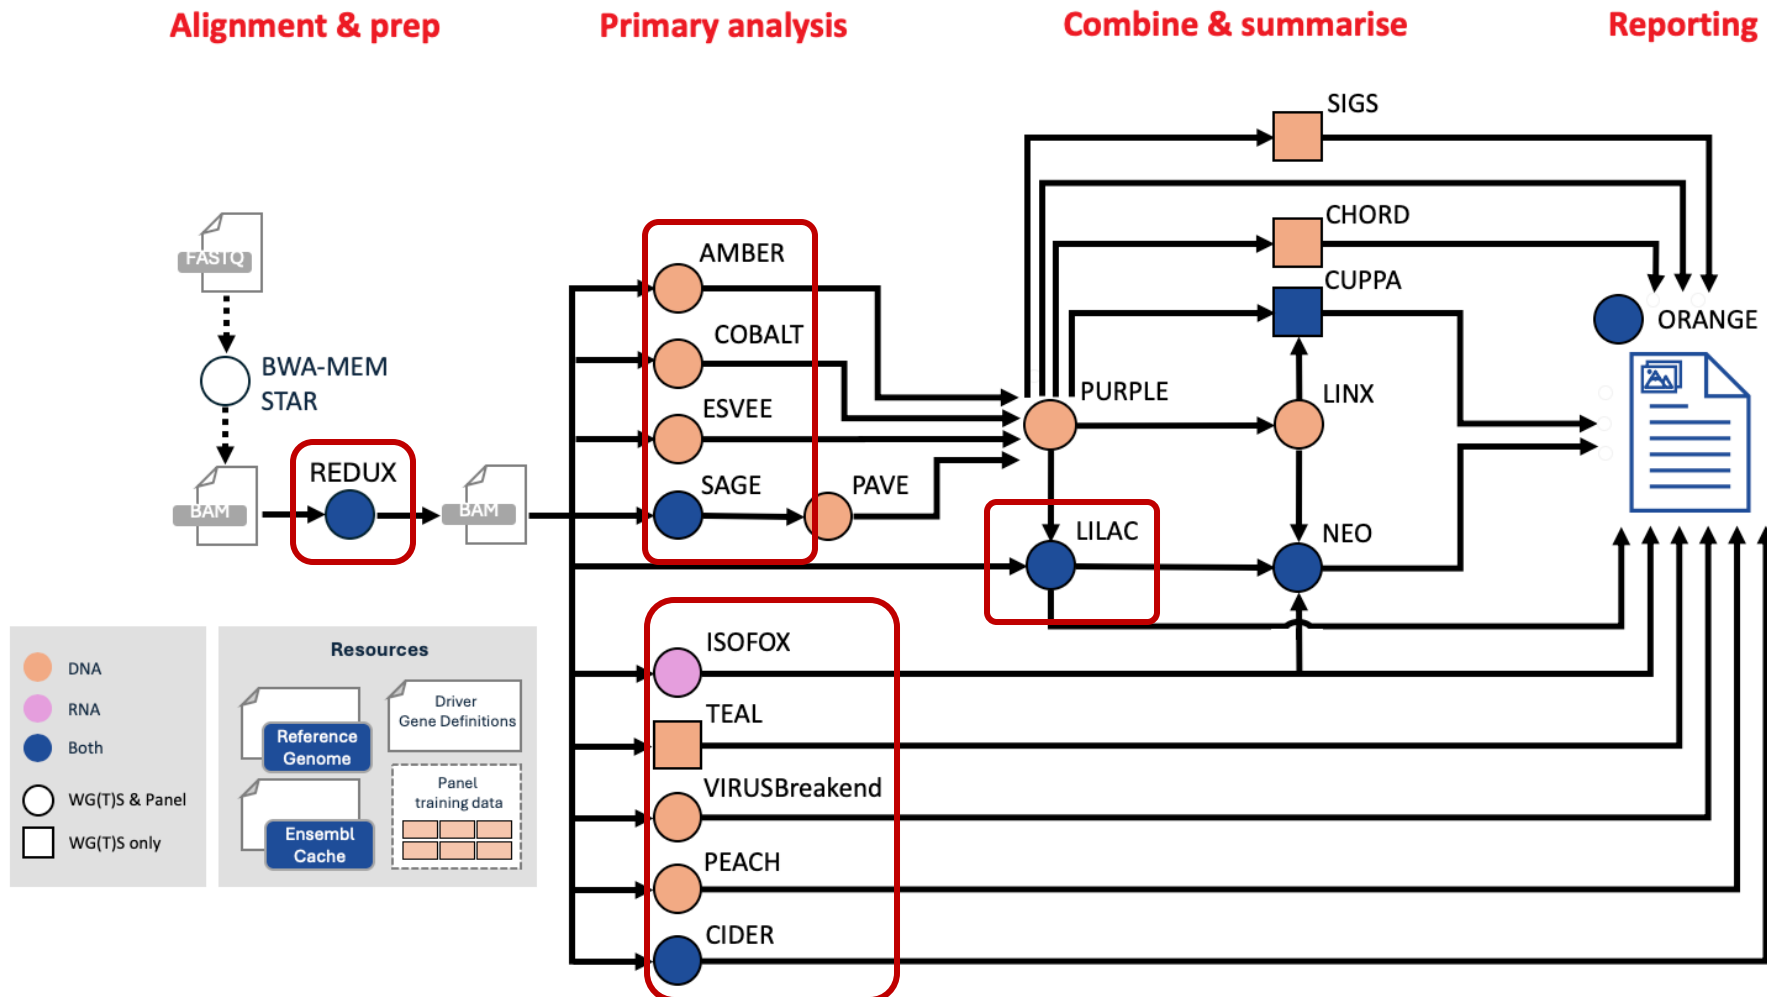 Alignment & prep
Primary analysis
Combine & summarise
Reporting
SIGS
CHORD
CUPPA
ORANGE
FASTQ
BWA-MEM
STAR
BAM
REDUX
BAM
AMBER
COBALT
ESVEE
SAGE
PAVE
PURPLE
LINX
LILAC
NEO
ISOFOX
TEAL
VIRUSBreakend
PEACH
CIDER
DNA
RNA
Both
WG(T)S & Panel
WG(T)S only
Resources
Reference
Genome
Ensembl
Cache
Driver
Gene Definitions
Panel
training data